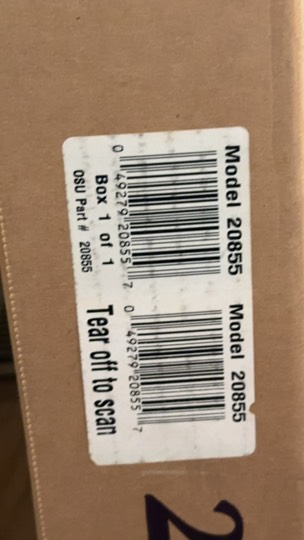 Model 20855
0 49279 20855 7
Box 1 of 1
OSU Part # 20855
Model 20855
0 49279 20855 7
Tear off to scan
2